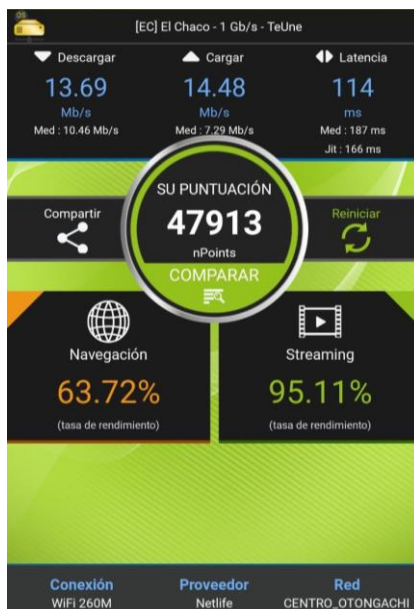 [EC] El Chaco - 1 Gb/s - TeUne
Descargar
Cargar
Latencia
13.69
14.48
114
Mb/s
Mb/s
ms
Med : 10.46 Mb/s
Med : 7.29 Mb/s
Med : 187 ms
Jit : 166 ms
SU PUNTUACIÓN
Compartir
47913
Reiniciar
nPoints
COMPARAR
Navegación
Streaming
63.72%
95.11%
(tasa de rendimiento)
(tasa de rendimiento)
Conexión
Proveedor
Red
WiFi 260M
Netlife
CENTRO_OTONGACHI